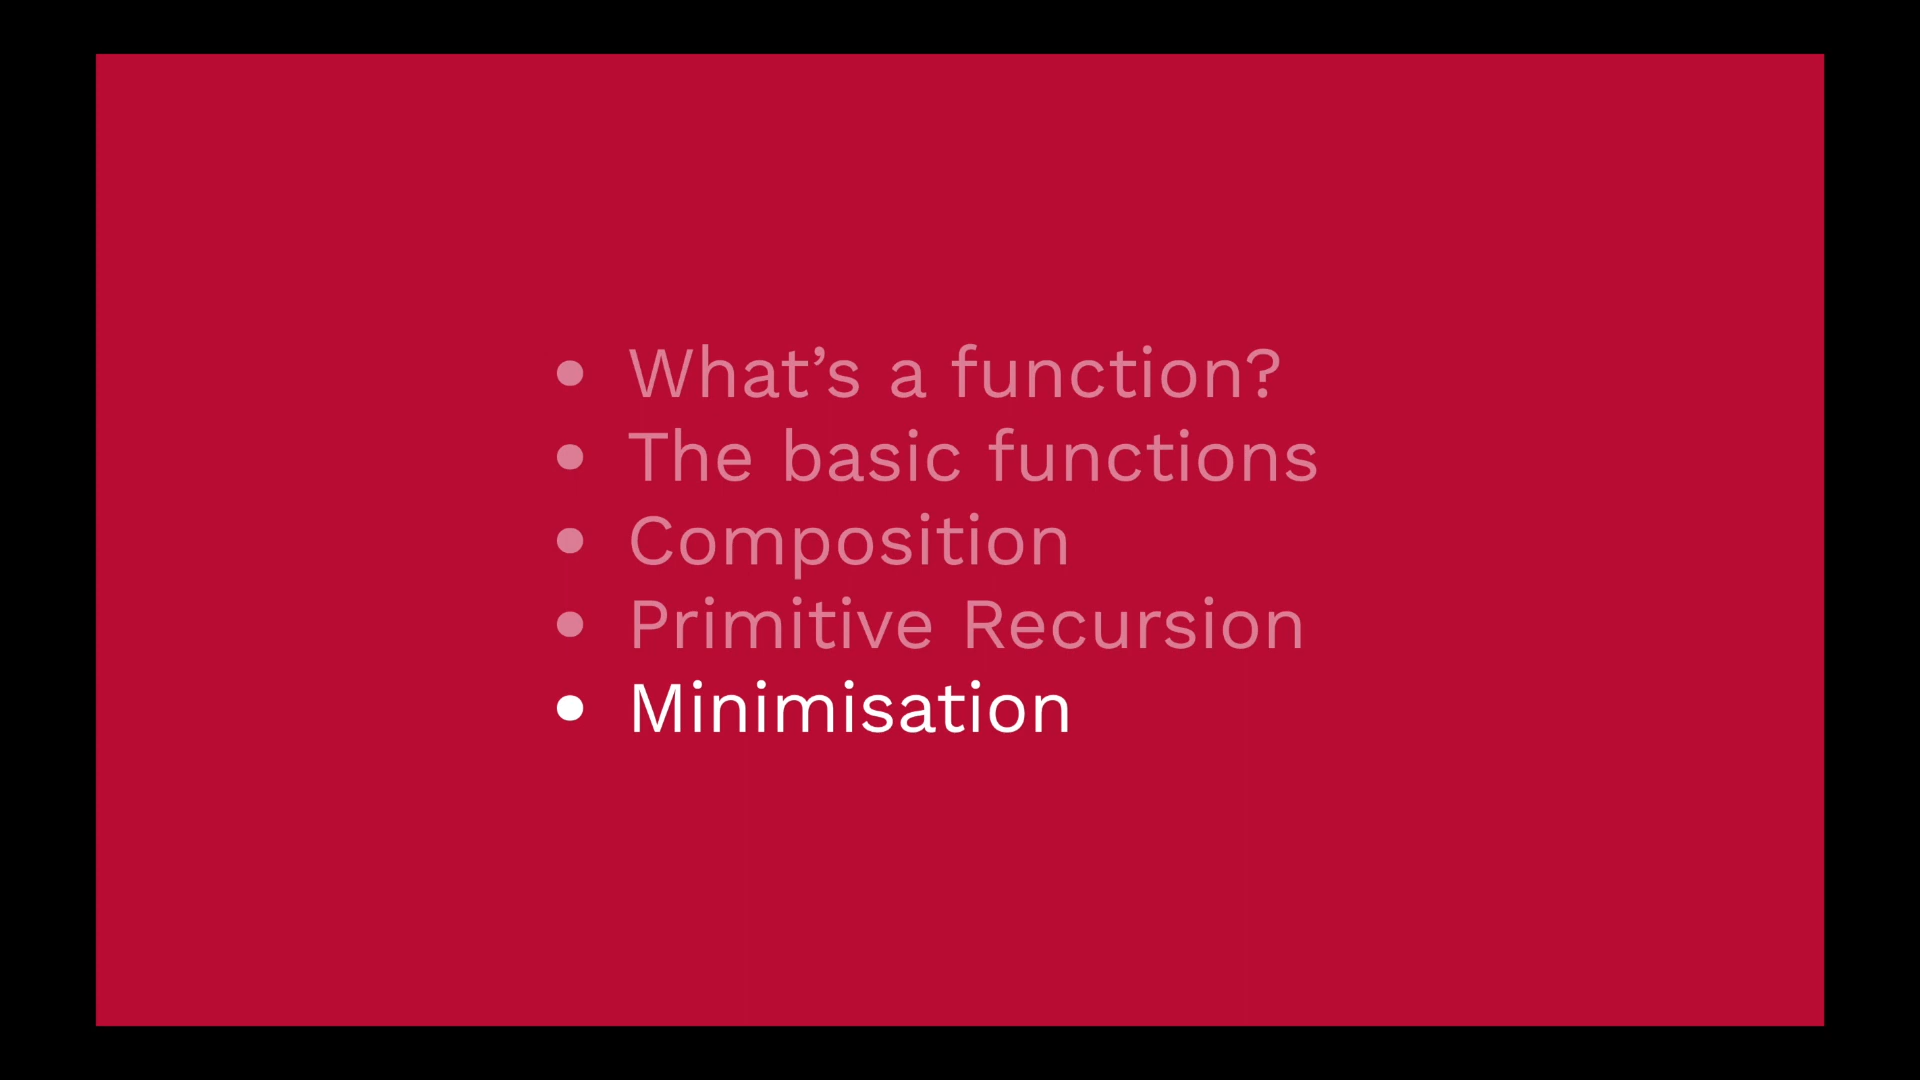 • What’s a function?
• The basic functions
• Composition
• Primitive Recursion
• Minimisation